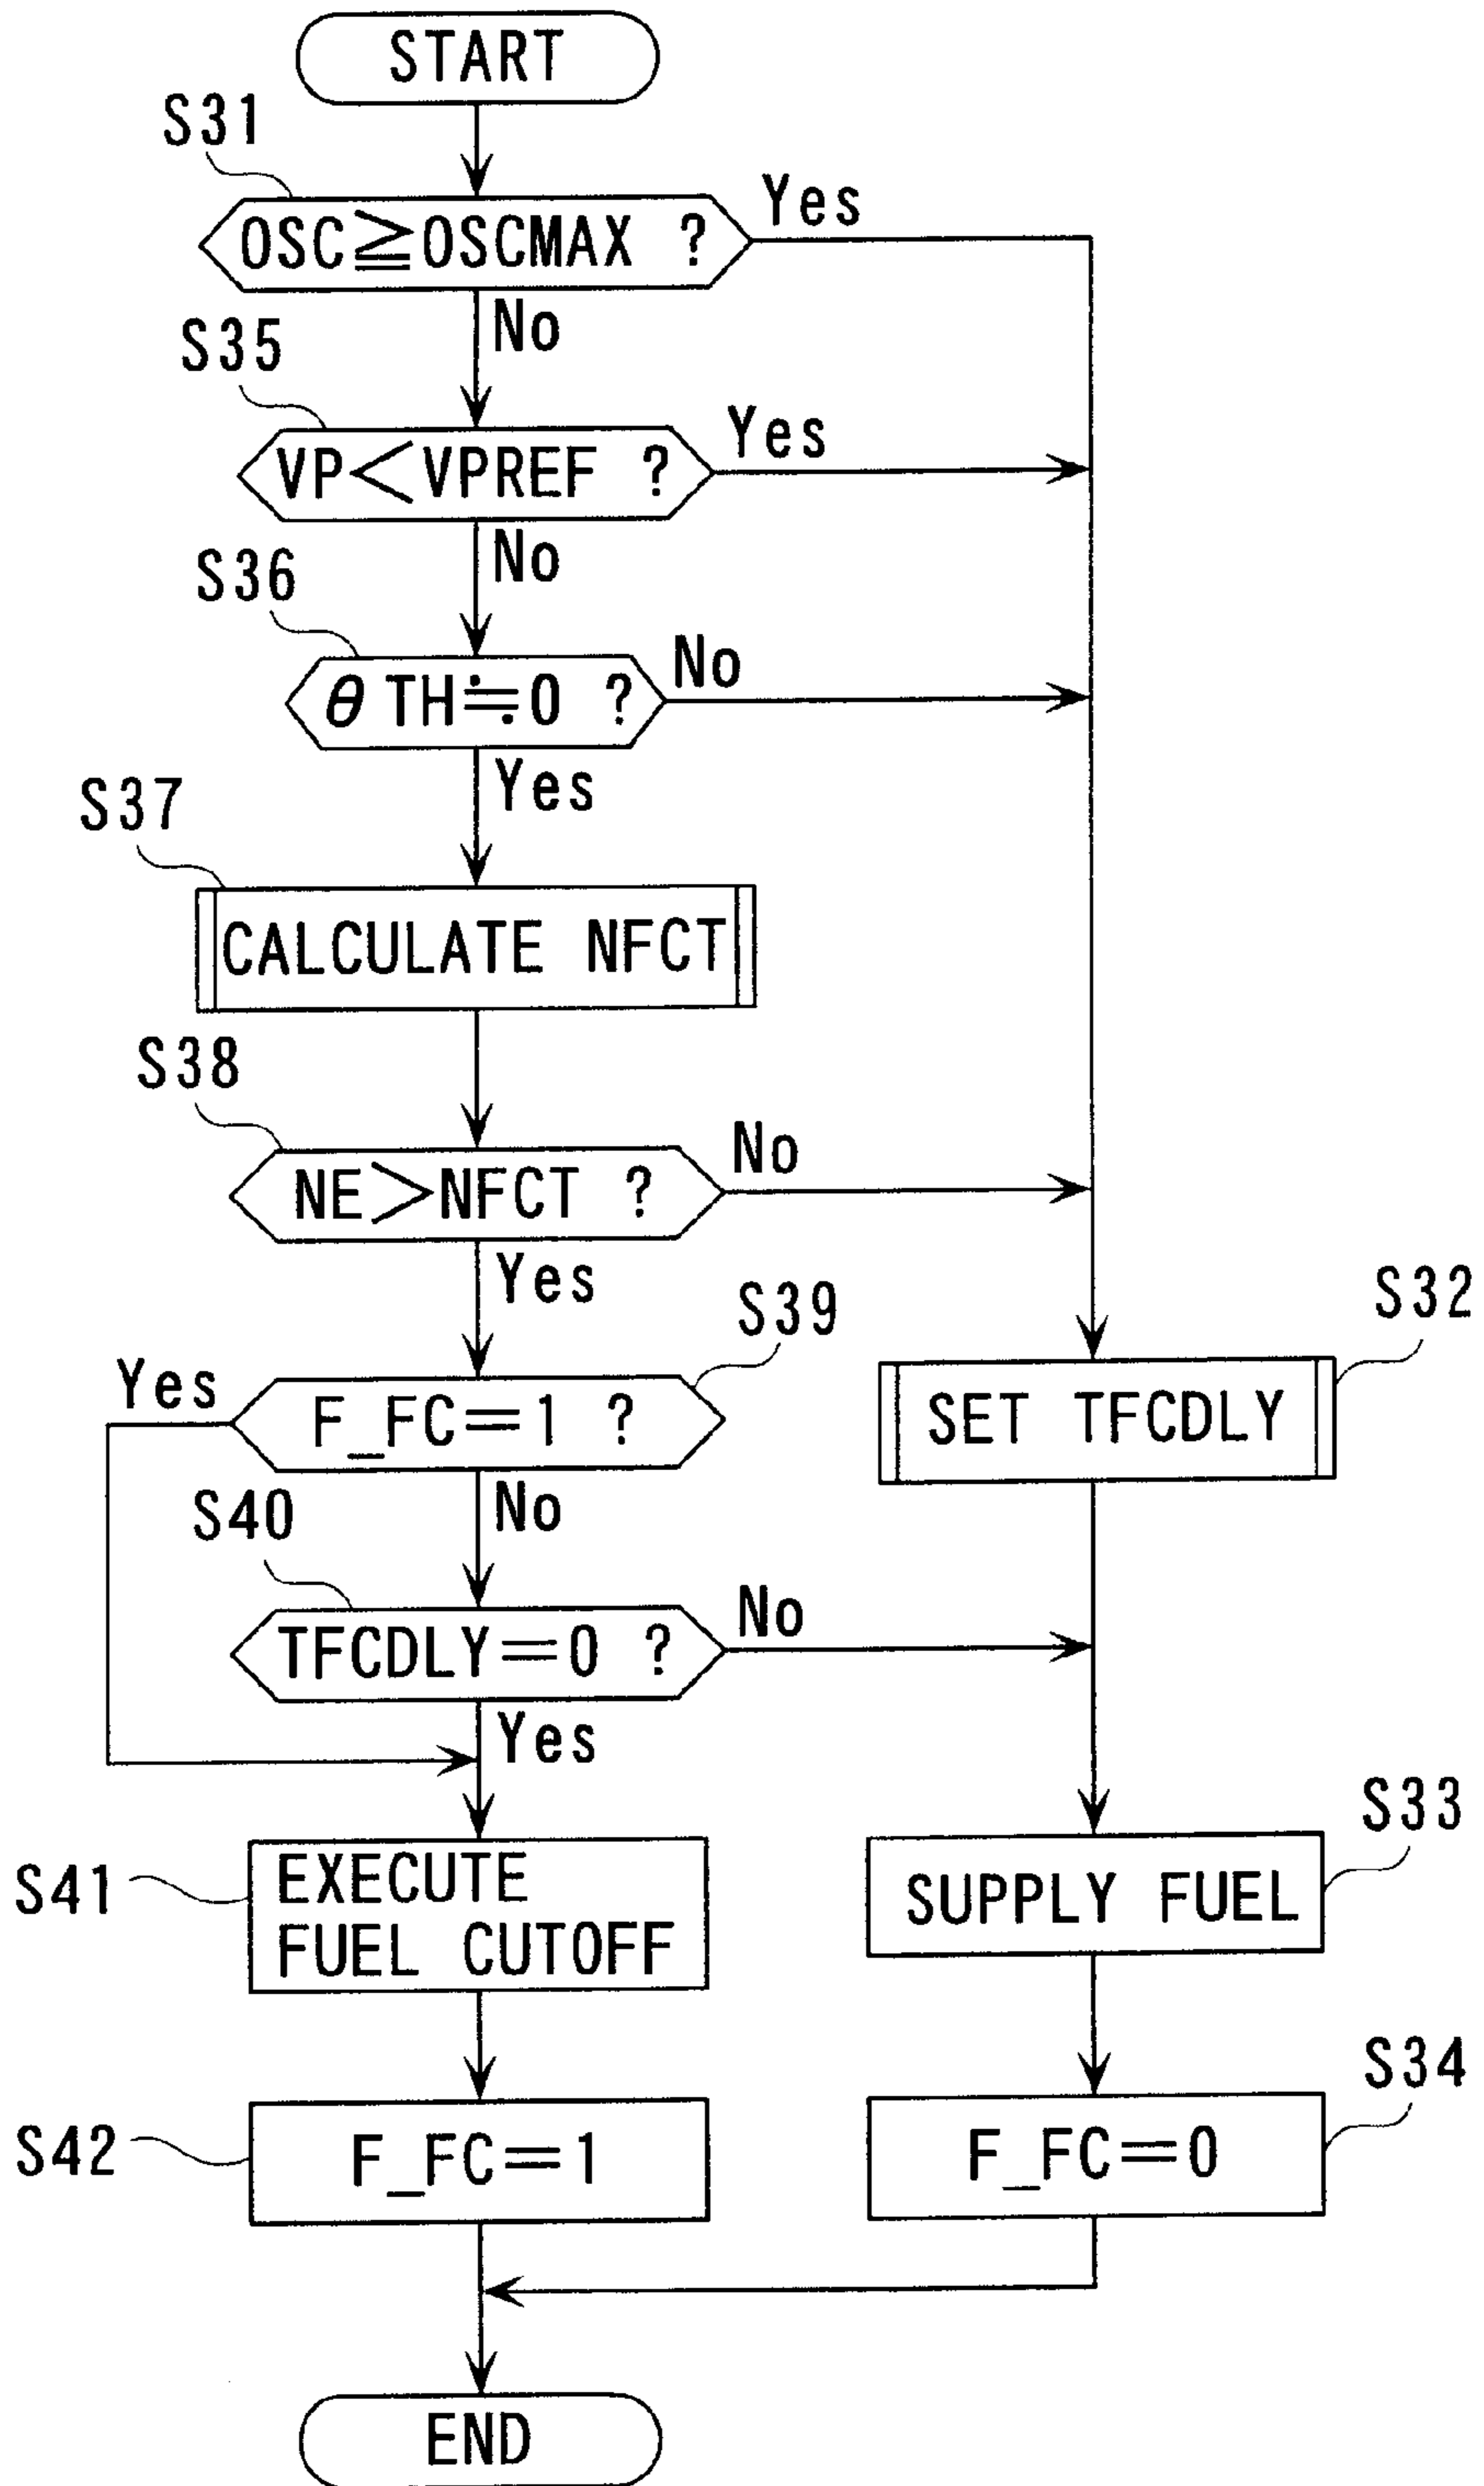 START
S31
OSC≧OSCMAX ?
Yes
No
S35
VP<VPREF ?
Yes
No
S36
θTH≒0 ?
No
Yes
S37
CALCULATE NFCT
S38
NE>NFCT ?
No
Yes
S39
F_FC=1 ?
Yes
No
S32
SET TFCDLY
S40
TFCDLY=0 ?
No
Yes
S41
EXECUTE
FUEL CUTOFF
S33
SUPPLY FUEL
S42
F_FC=1
S34
F_FC=0
END